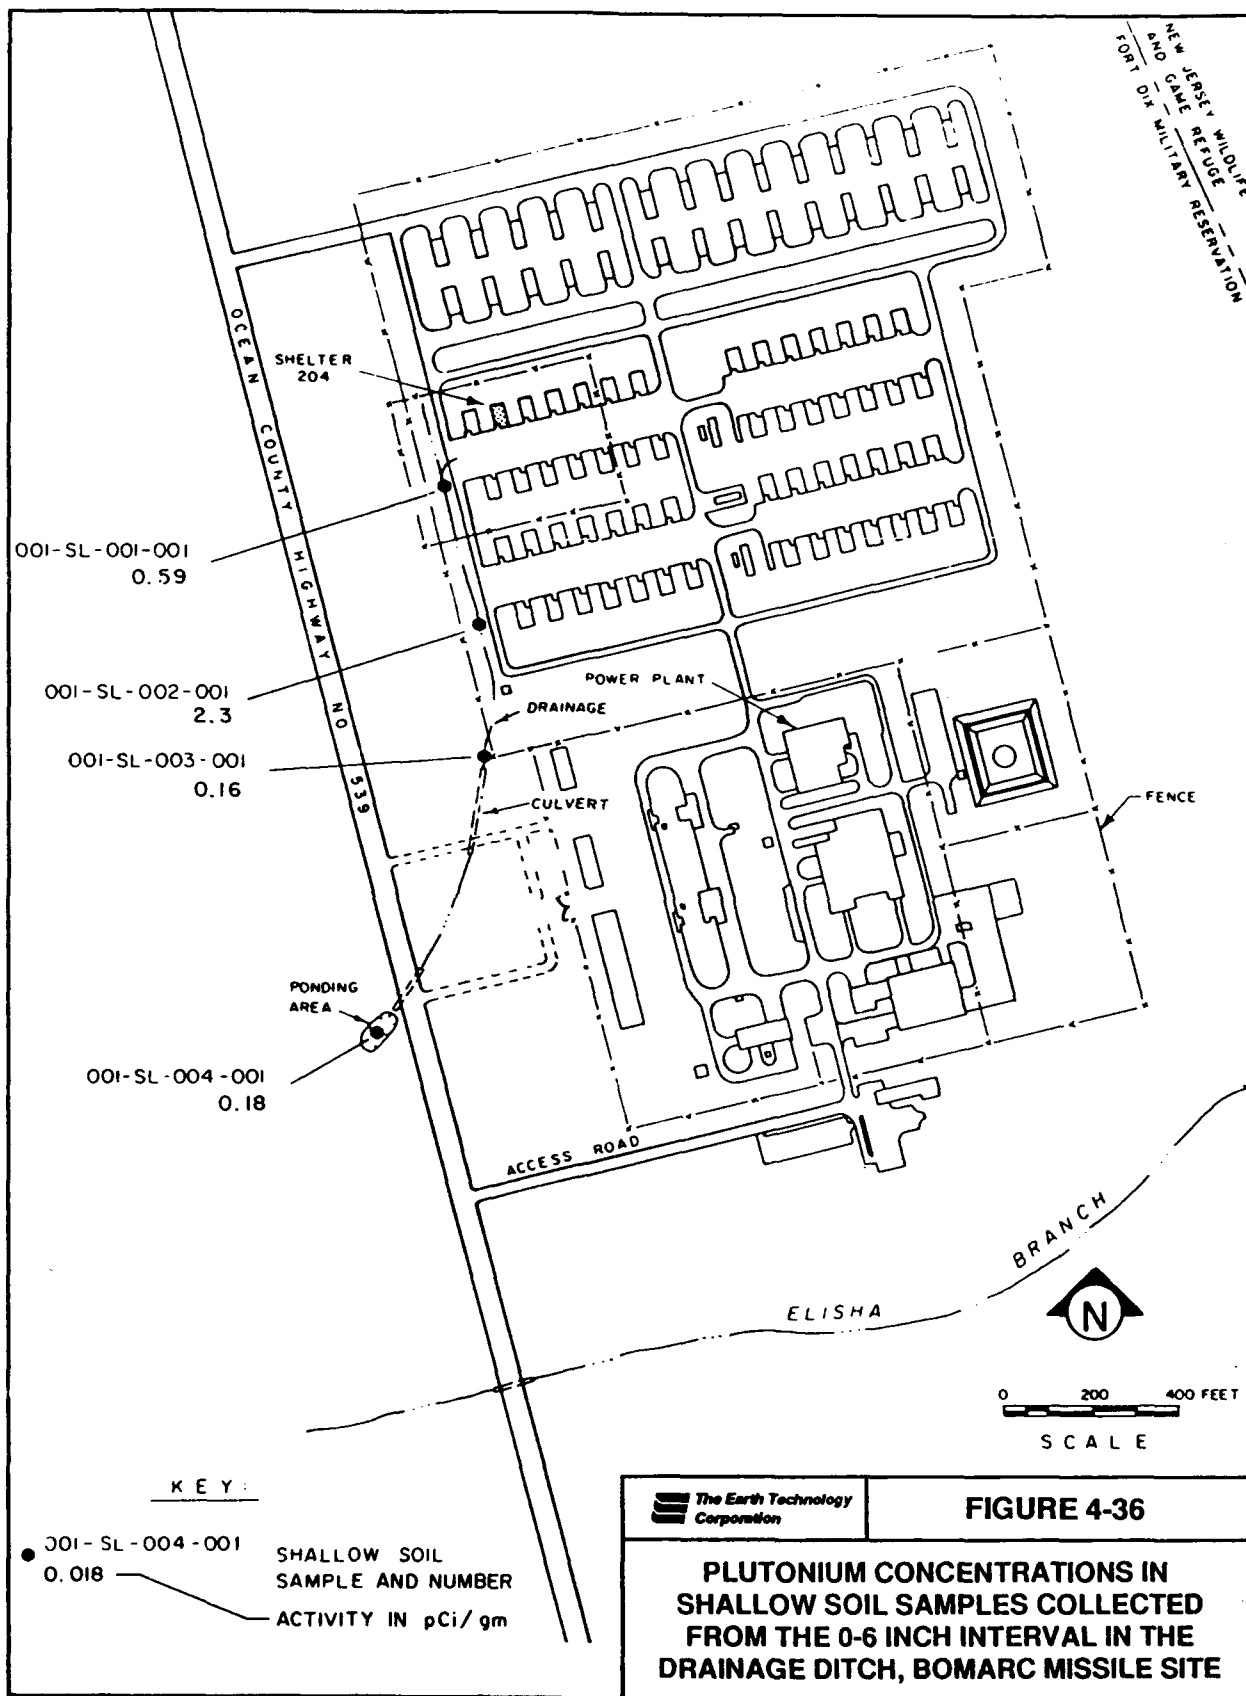 NEW JERSEY WILDLIFE
AND GAME REFUGE
FORT DIX MILITARY RESERVATION
OCEAN COUNTY HIGHWAY NO 539
SHELTER
204
001-SL-001-001
0.59
001-SL-002-001
2.3
POWER PLANT
DRAINAGE
001-SL-003-001
0.16
CULVERT
FENCE
PONDING
AREA
001-SL-004-001
0.18
ACCESS ROAD
ELISHA BRANCH
N
0 200 400 FEET
SCALE
KEY:
001-SL-004-001
0.018
SHALLOW SOIL
SAMPLE AND NUMBER
ACTIVITY IN pCi/gm
The Earth Technology
Corporation
FIGURE 4-36
PLUTONIUM CONCENTRATIONS IN
SHALLOW SOIL SAMPLES COLLECTED
FROM THE 0-6 INCH INTERVAL IN THE
DRAINAGE DITCH, BOMARC MISSILE SITE